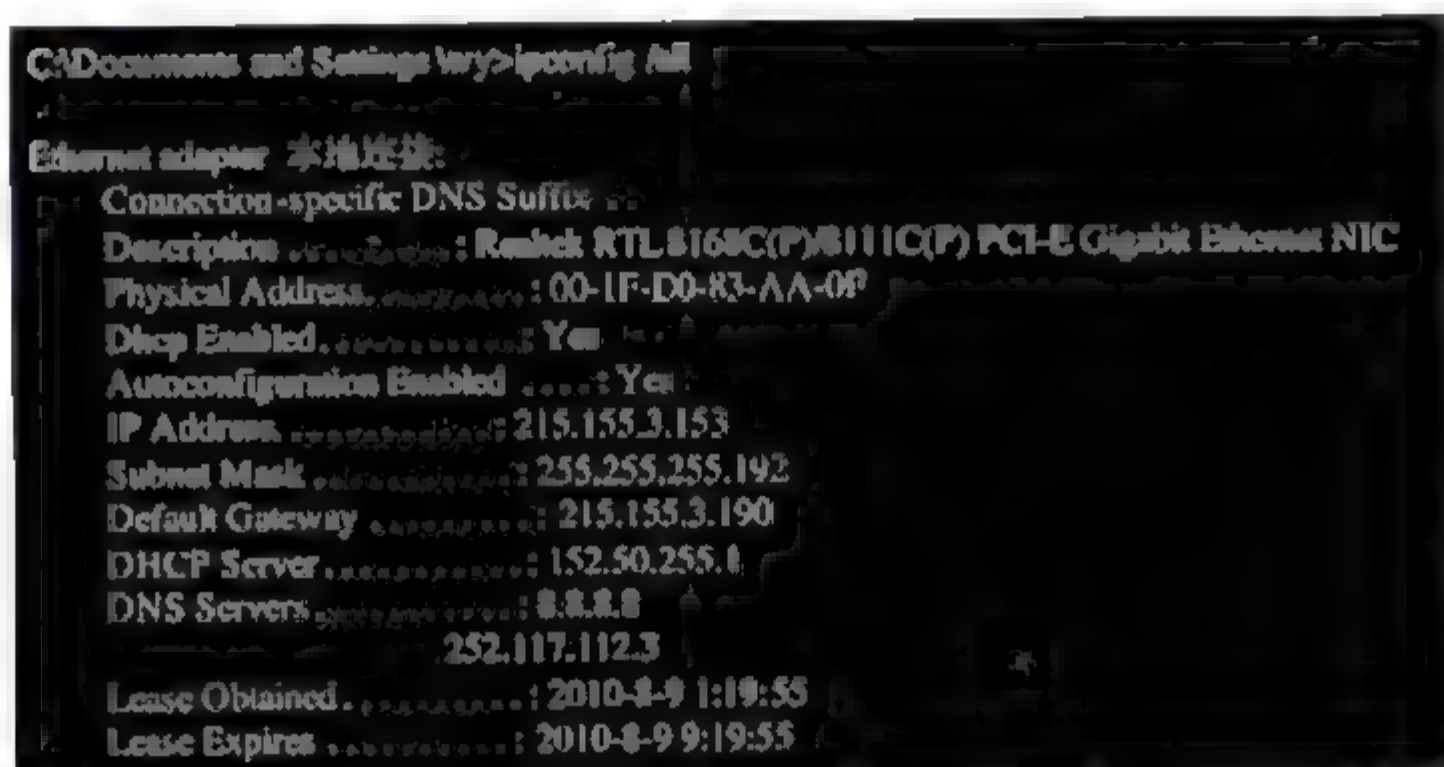 C:\Documents and Settings\wry>ipconfig /all
Ethernet adapter 本地连接:
Connection-specific DNS Suffix .:
Description ............ : Realtek RTL8168C(P)/8111C(P) PCI-E Gigabit Ethernet NIC
Physical Address............ : 00-1F-D0-83-AA-0F
Dhcp Enabled............ : Yes
Autoconfiguration Enabled .....: Yes
IP Address ............ : 215.155.3.153
Subnet Mask ............ : 255.255.255.192
Default Gateway ............ : 215.155.3.190
DHCP Server............ : 152.50.255.1
DNS Servers............ : 8.8.8.8
252.117.112.3
Lease Obtained............ : 2010-8-9 1:19:55
Lease Expires ............ : 2010-8-9 9:19:55